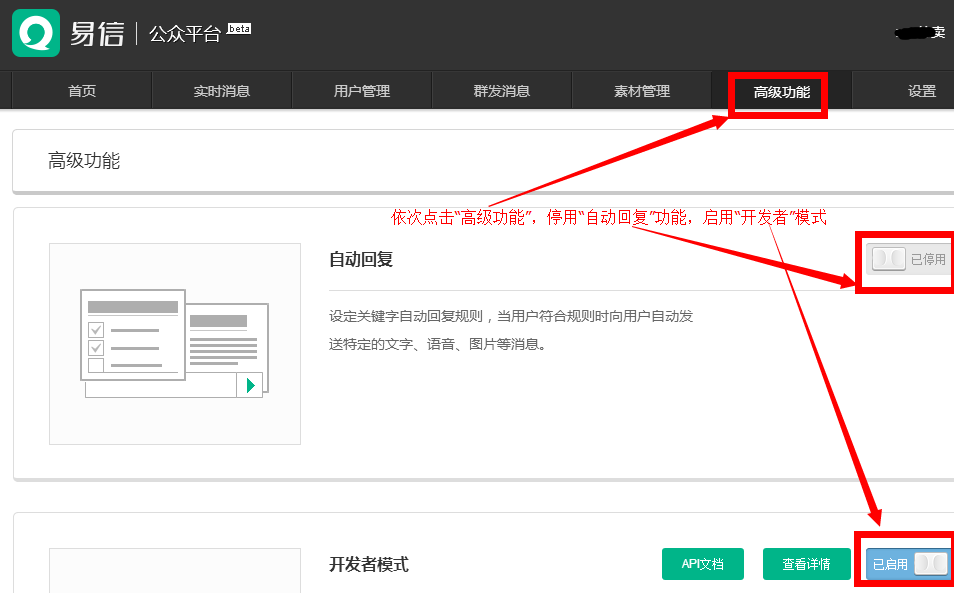 易信 公众平台 beta
卖
首页 实时消息 用户管理 群发消息 素材管理 高级功能 设置
高级功能
依次点击“高级功能”，停用“自动回复”功能，启用“开发者”模式
自动回复
已停用
设定关键字自动回复规则，当用户符合规则时向用户自动发
送特定的文字、语音、图片等消息。
开发者模式
API文档 查看详情 已启用